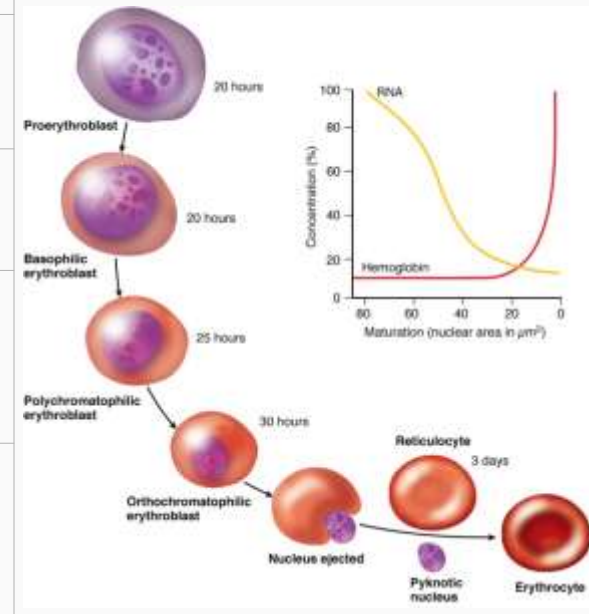 20 hours
Proerythroblast
20 hours
Basophilic
erythroblast
25 hours
Polychromatophilic
erythroblast
30 hours
Orthochromatophilic
erythroblast
Nucleus ejected
Reticulocyte
3 days
Pyknotic
nucleus
Erythrocyte
Concentration (%)
100
80
60
40
20
0
RNA
Hemoglobin
80 60 40 20 0
Maturation (nuclear area in µm²)